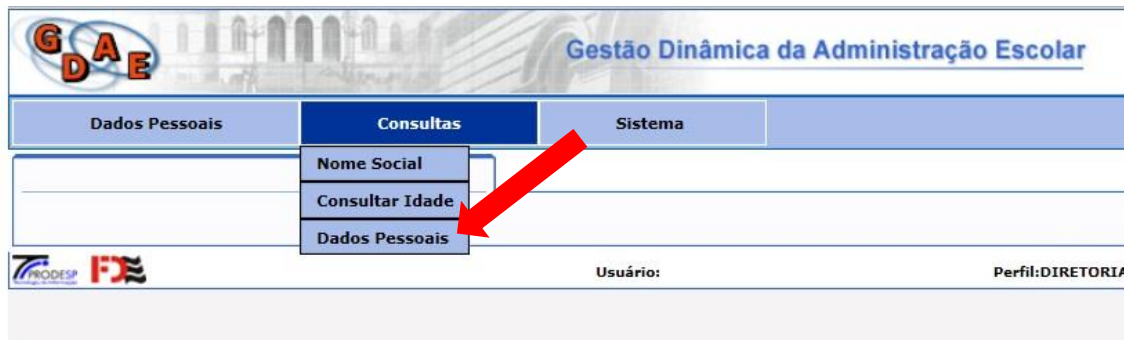 GDAE
Gestão Dinâmica da Administração Escolar
Dados Pessoais Consultas Sistema
Nome Social
Consultar Idade
Dados Pessoais
PRODESP FDE Usuário: Perfil:DIRETORIA